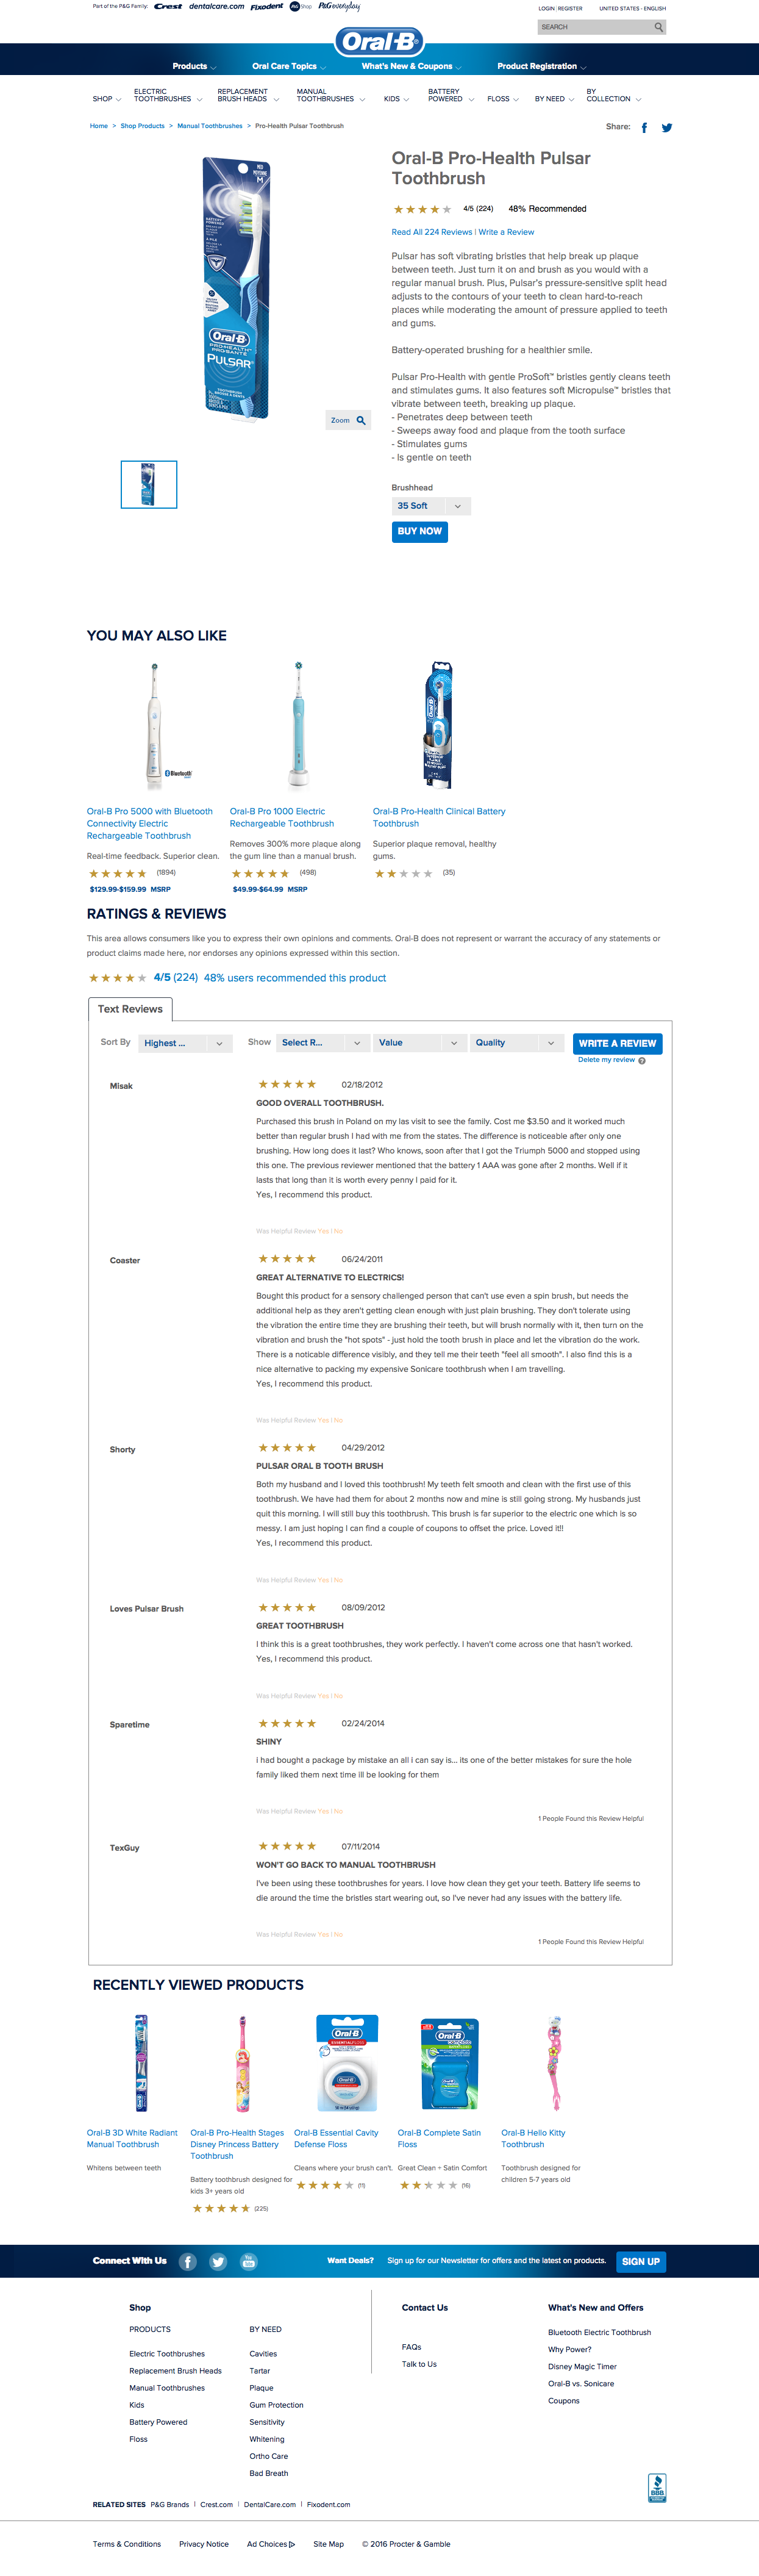 Part of the P&G Family: Crest dentalcare.com Fixodent P&G Shop P&G everyday
LOGIN | REGISTER UNITED STATES - ENGLISH
SEARCH
Oral-B
Products Oral Care Topics What's New & Coupons Product Registration
SHOP ELECTRIC TOOTHBRUSHES REPLACEMENT BRUSH HEADS MANUAL TOOTHBRUSHES KIDS BATTERY POWERED FLOSS BY NEED BY COLLECTION
Home > Shop Products > Manual Toothbrushes > Pro-Health Pulsar Toothbrush
Share:
Oral-B Pro-Health Pulsar
Toothbrush
4/5 (224) 48% Recommended
Read All 224 Reviews | Write a Review
Pulsar has soft vibrating bristles that help break up plaque
between teeth. Just turn it on and brush as you would with a
regular manual brush. Plus, Pulsar's pressure-sensitive split head
adjusts to the contours of your teeth to clean hard-to-reach
places while moderating the amount of pressure applied to teeth
and gums.
Battery-operated brushing for a healthier smile.
Pulsar Pro-Health with gentle ProSoft™ bristles gently cleans teeth
and stimulates gums. It also features soft Micropulse™ bristles that
vibrate between teeth, breaking up plaque.
- Penetrates deep between teeth
- Sweeps away food and plaque from the tooth surface
- Stimulates gums
- Is gentle on teeth
MED
M
BATTERY
POWERED
Oral-B
PRO-HEALTH
PRO-SANTÉ
PULSAR
Zoom
Brushhead
35 Soft
BUY NOW
YOU MAY ALSO LIKE
Bluetooth
Oral-B Pro 5000 with Bluetooth
Connectivity Electric
Rechargeable Toothbrush
Real-time feedback. Superior clean.
(1894)
$129.99-$159.99 MSRP
Oral-B Pro 1000 Electric
Rechargeable Toothbrush
Removes 300% more plaque along
the gum line than a manual brush.
(498)
$49.99-$64.99 MSRP
Oral-B Pro-Health Clinical Battery
Toothbrush
Superior plaque removal, healthy
gums.
(35)
RATINGS & REVIEWS
This area allows consumers like you to express their own opinions and comments. Oral-B does not represent or warrant the accuracy of any statements or
product claims made here, nor endorses any opinions expressed within this section.
4/5 (224) 48% users recommended this product
Text Reviews
Sort By Highest ... Show Select R... Value Quality WRITE A REVIEW
Delete my review ?
Misak
02/18/2012
GOOD OVERALL TOOTHBRUSH.
Purchased this brush in Poland on my las visit to see the family. Cost me $3.50 and it worked much
better than regular brush I had with me from the states. The difference is noticeable after only one
brushing. How long does it last? Who knows, soon after that I got the Triumph 5000 and stopped using
this one. The previous reviewer mentioned that the battery 1 AAA was gone after 2 months. Well if it
lasts that long than it is worth every penny I paid for it.
Yes, I recommend this product.
Was Helpful Review Yes | No
Coaster
06/24/2011
GREAT ALTERNATIVE TO ELECTRICS!
Bought this product for a sensory challenged person that can't use even a spin brush, but needs the
additional help as they aren't getting clean enough with just plain brushing. They don't tolerate using
the vibration the entire time they are brushing their teeth, but will brush normally with it, then turn on the
vibration and brush the "hot spots" - just hold the tooth brush in place and let the vibration do the work.
There is a noticable difference visibly, and they tell me their teeth "feel all smooth". I also find this is a
nice alternative to packing my expensive Sonicare toothbrush when I am travelling.
Yes, I recommend this product.
Was Helpful Review Yes | No
Shorty
04/29/2012
PULSAR ORAL B TOOTH BRUSH
Both my husband and I loved this toothbrush! My teeth felt smooth and clean with the first use of this
toothbrush. We have had them for about 2 months now and mine is still going strong. My husbands just
quit this morning. I will still buy this toothbrush. This brush is far superior to the electric one which is so
messy. I am just hoping I can find a couple of coupons to offset the price. Loved it!!
Yes, I recommend this product.
Was Helpful Review Yes | No
Loves Pulsar Brush
08/09/2012
GREAT TOOTHBRUSH
I think this is a great toothbrushes, they work perfectly. I haven't come across one that hasn't worked.
Yes, I recommend this product.
Was Helpful Review Yes | No
Sparetime
02/24/2014
SHINY
i had bought a package by mistake an all i can say is... its one of the better mistakes for sure the hole
family liked them next time ill be looking for them
Was Helpful Review Yes | No
1 People Found this Review Helpful
TexGuy
07/11/2014
WON'T GO BACK TO MANUAL TOOTHBRUSH
I've been using these toothbrushes for years. I love how clean they get your teeth. Battery life seems to
die around the time the bristles start wearing out, so I've never had any issues with the battery life.
Was Helpful Review Yes | No
1 People Found this Review Helpful
RECENTLY VIEWED PRODUCTS
Oral-B 3D White Radiant
Manual Toothbrush
Whitens between teeth
Oral-B Pro-Health Stages
Disney Princess Battery
Toothbrush
Battery toothbrush designed for
kids 3+ years old
(225)
Oral-B Essential Cavity
Defense Floss
Cleans where your brush can't.
(11)
Oral-B Complete Satin
Floss
Great Clean + Satin Comfort
(16)
Oral-B Hello Kitty
Toothbrush
Toothbrush designed for
children 5-7 years old
Connect With Us You Tube Want Deals? Sign up for our Newsletter for offers and the latest on products. SIGN UP
Shop
PRODUCTS
Electric Toothbrushes
Replacement Brush Heads
Manual Toothbrushes
Kids
Battery Powered
Floss
BY NEED
Cavities
Tartar
Plaque
Gum Protection
Sensitivity
Whitening
Ortho Care
Bad Breath
Contact Us
FAQs
Talk to Us
What's New and Offers
Bluetooth Electric Toothbrush
Why Power?
Disney Magic Timer
Oral-B vs. Sonicare
Coupons
BBB
RELATED SITES P&G Brands | Crest.com | DentalCare.com | Fixodent.com
Terms & Conditions Privacy Notice Ad Choices Site Map © 2016 Procter & Gamble